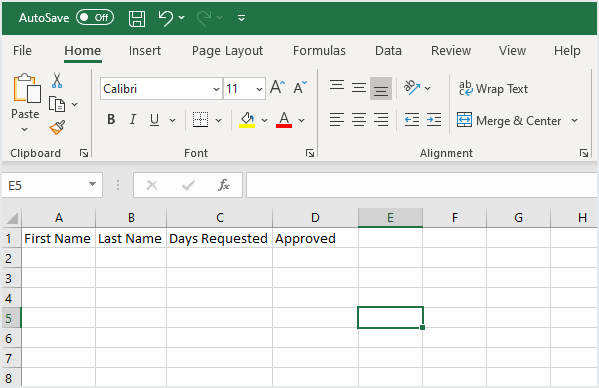 AutoSave Off
File Home Insert Page Layout Formulas Data Review View Help
Calibri 11 A A ab Wrap Text
Paste B I U A Merge & Center
Clipboard Font Alignment
E5 fx
A B C D E F G H
1 First Name Last Name Days Requested Approved
2
3
4
5
6
7
8